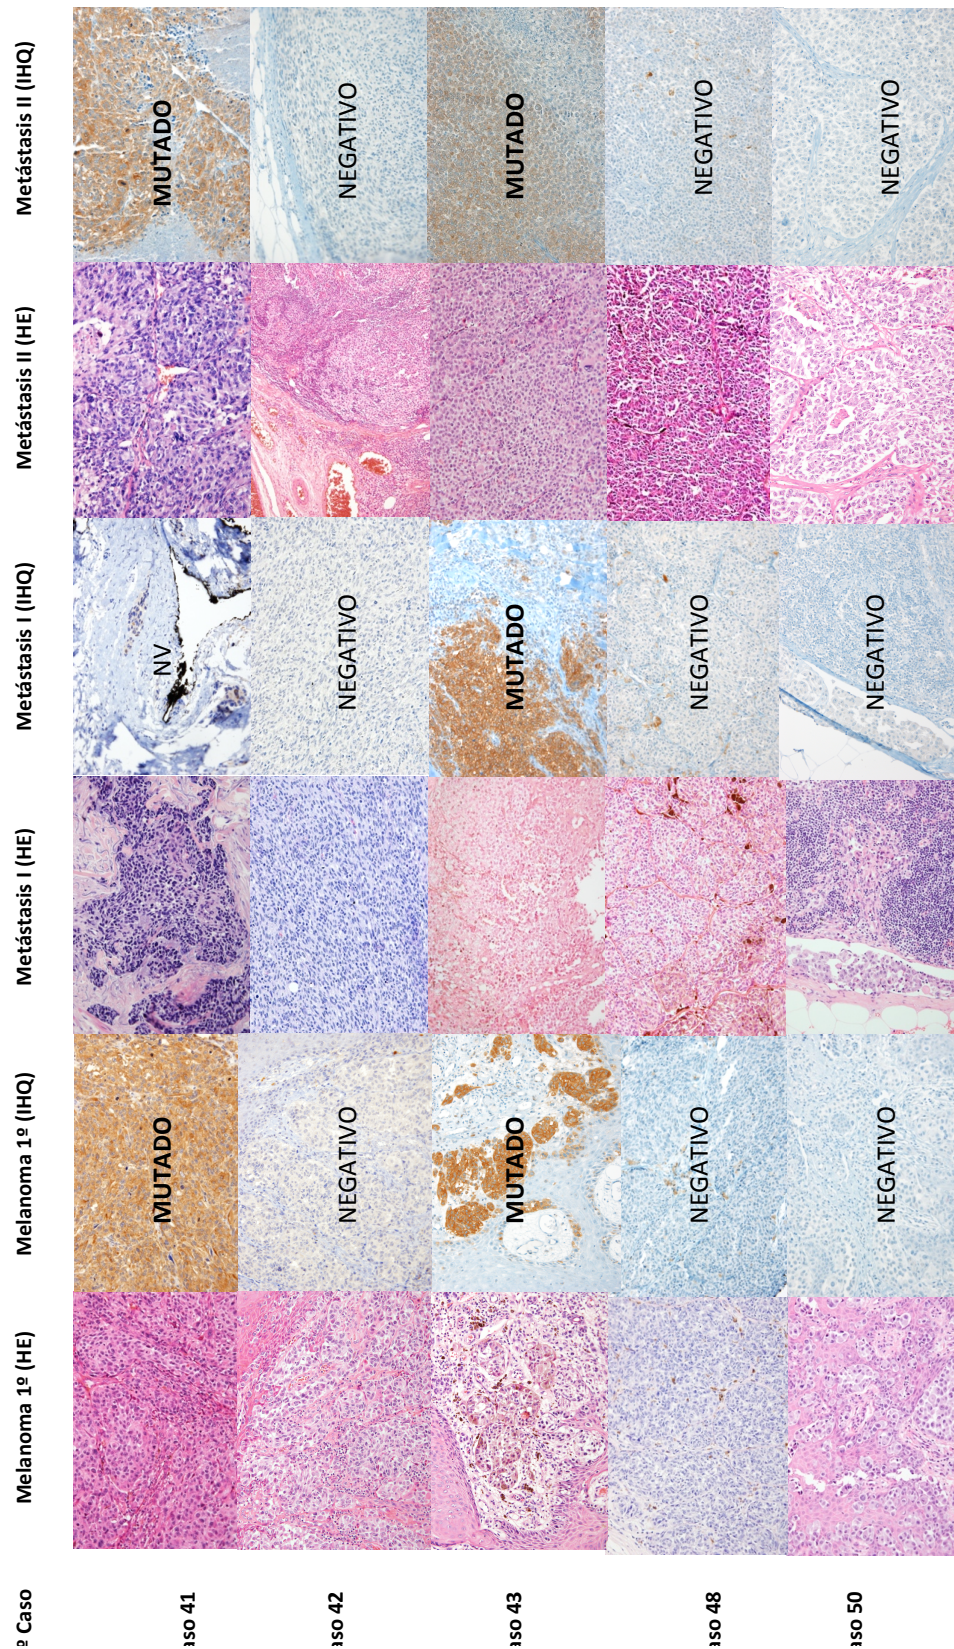 º Caso Melanoma 1º (HE) Melanoma 1º (IHQ) Metástasis I (HE) Metástasis I (IHQ) Metástasis II (HE) Metástasis II (IHQ)
aso 41 MUTADO NV MUTADO
aso 42 NEGATIVO NEGATIVO NEGATIVO
aso 43 MUTADO MUTADO MUTADO
aso 48 NEGATIVO NEGATIVO NEGATIVO
aso 50 NEGATIVO NEGATIVO NEGATIVO